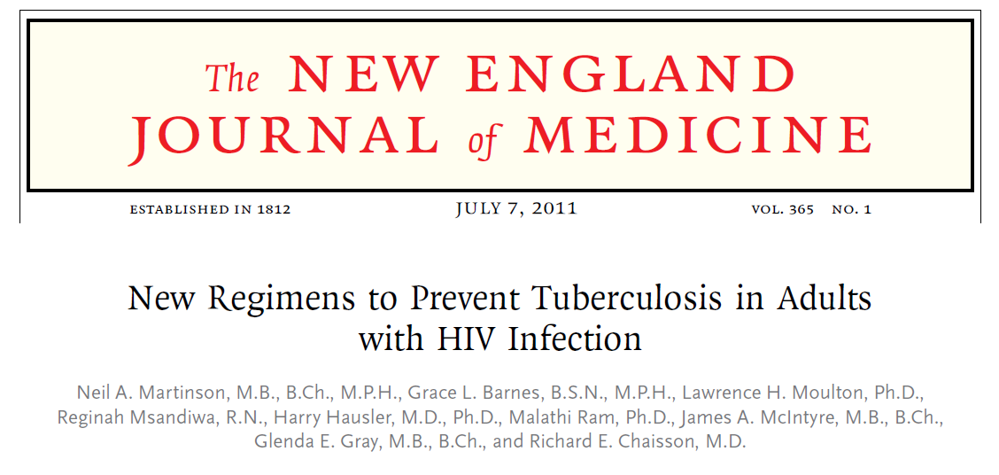 The NEW ENGLAND
JOURNAL of MEDICINE
ESTABLISHED IN 1812 JULY 7, 2011 VOL. 365 NO. 1
New Regimens to Prevent Tuberculosis in Adults
with HIV Infection
Neil A. Martinson, M.B., B.Ch., M.P.H., Grace L. Barnes, B.S.N., M.P.H., Lawrence H. Moulton, Ph.D.,
Reginah Msandiwa, R.N., Harry Hausler, M.D., Ph.D., Malathi Ram, Ph.D., James A. McIntyre, M.B., B.Ch.,
Glenda E. Gray, M.B., B.Ch., and Richard E. Chaisson, M.D.